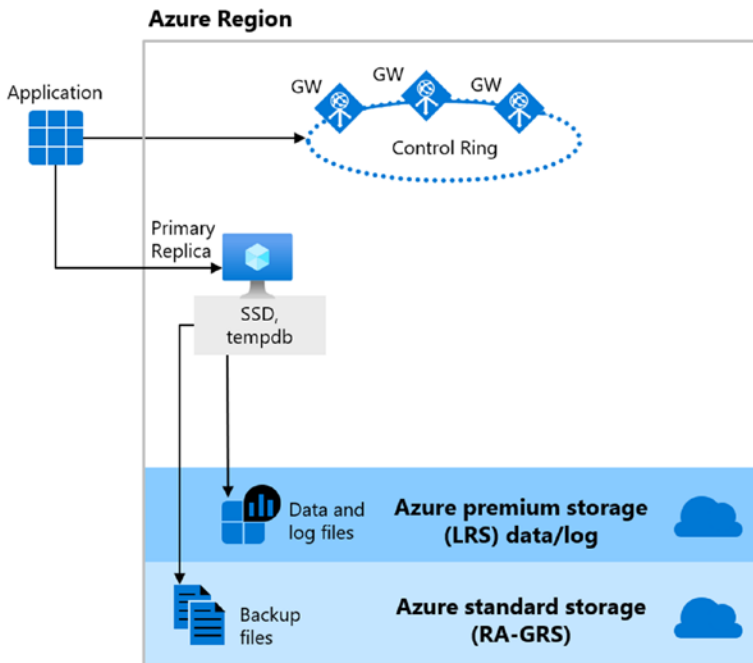 Azure Region
Application
GW
GW
GW
Control Ring
Primary
Replica
SSD,
tempdb
Data and
log files
Azure premium storage
(LRS) data/log
Backup
files
Azure standard storage
(RA-GRS)